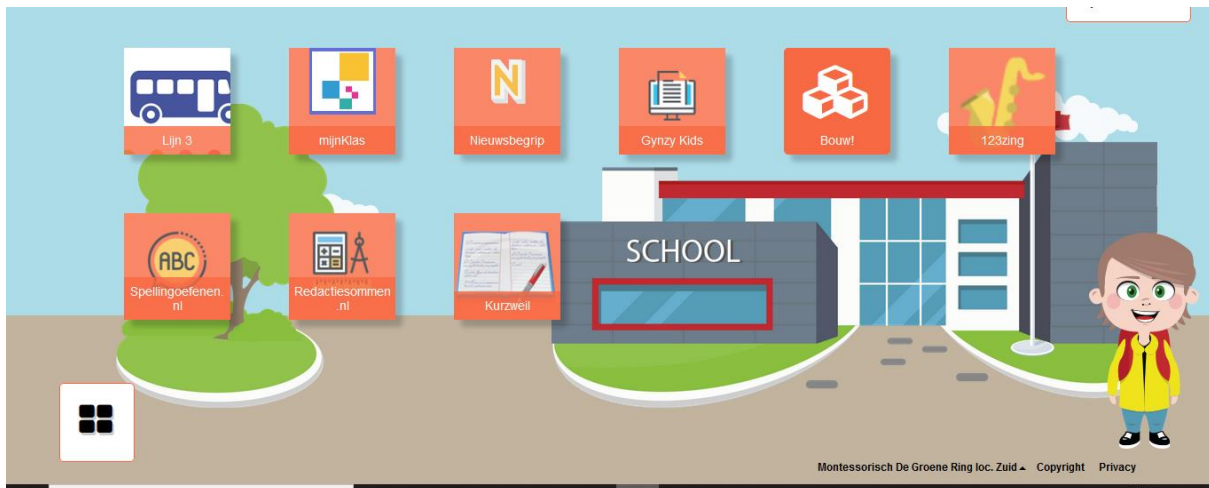 Lijn 3
mijnKlas
N
Nieuwsbegrip
Gynzy Kids
Bouw!
123zing
ABC
Spellingoefenen.
nl
Redactiesommen
.nl
Kurzweil
SCHOOL
Montessorisch De Groene Ring loc. Zuid Copyright Privacy